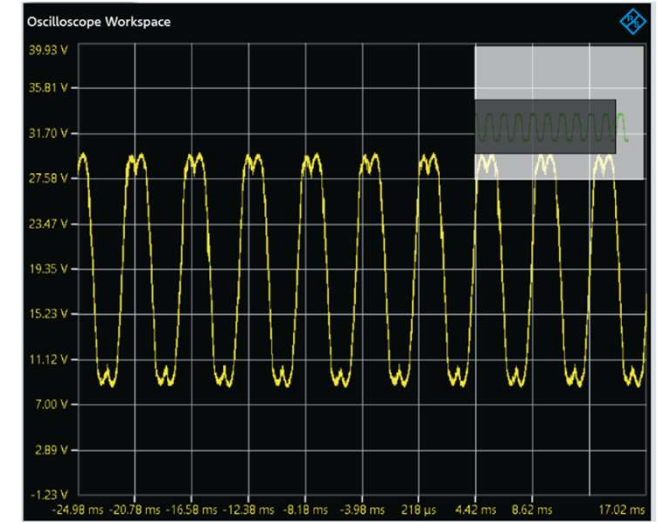 Oscilloscope Workspace
39.93 V
35.81 V
31.70 V
27.58 V
23.47 V
19.35 V
15.23 V
11.12 V
7.00 V
2.89 V
-1.23 V
-24.98 ms -20.78 ms -16.58 ms -12.38 ms -8.18 ms -3.98 ms 218 µs 4.42 ms 8.62 ms 17.02 ms